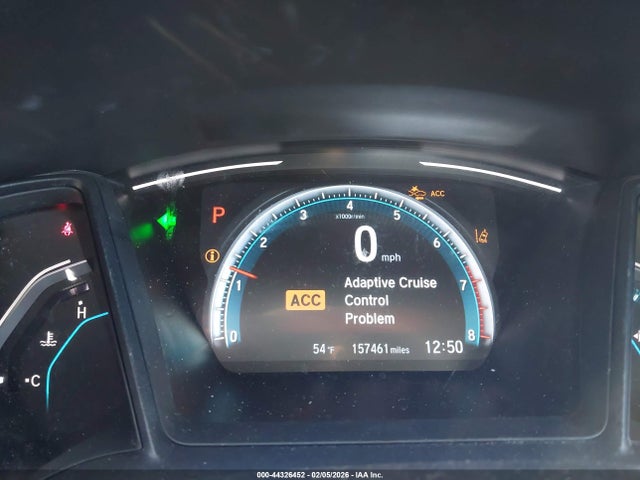 ACC
P
4
3
5
x1000r/min
2
6
0 mph
1
7
Adaptive Cruise
ACC
Control
Problem
0
8
H
C
54°F
157461 miles
12:50
000-44326452 - 02/05/2026 - IAA Inc.